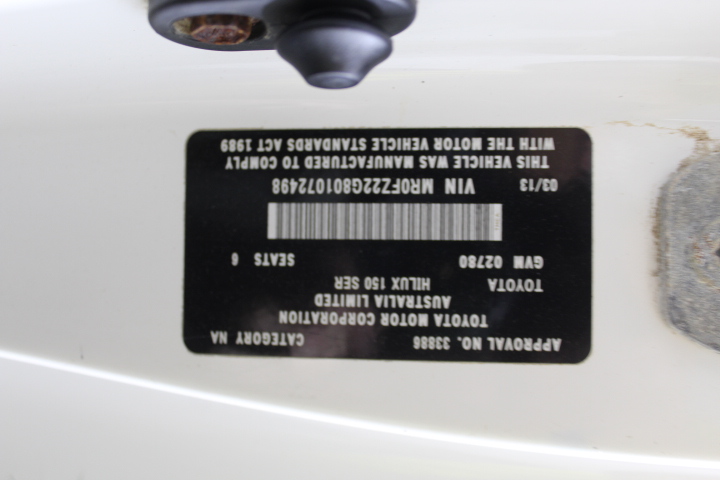 APPROVAL NO. 33886 CATEGORY NA
TOYOTA MOTOR CORPORATION
AUSTRALIA LIMITED
TOYOTA HILUX 150 SER
GVM 02780 SEATS 6
03/13 VIN MR0FZ22G801072498
THIS VEHICLE WAS MANUFACTURED TO COMPLY
WITH THE MOTOR VEHICLE STANDARDS ACT 1989